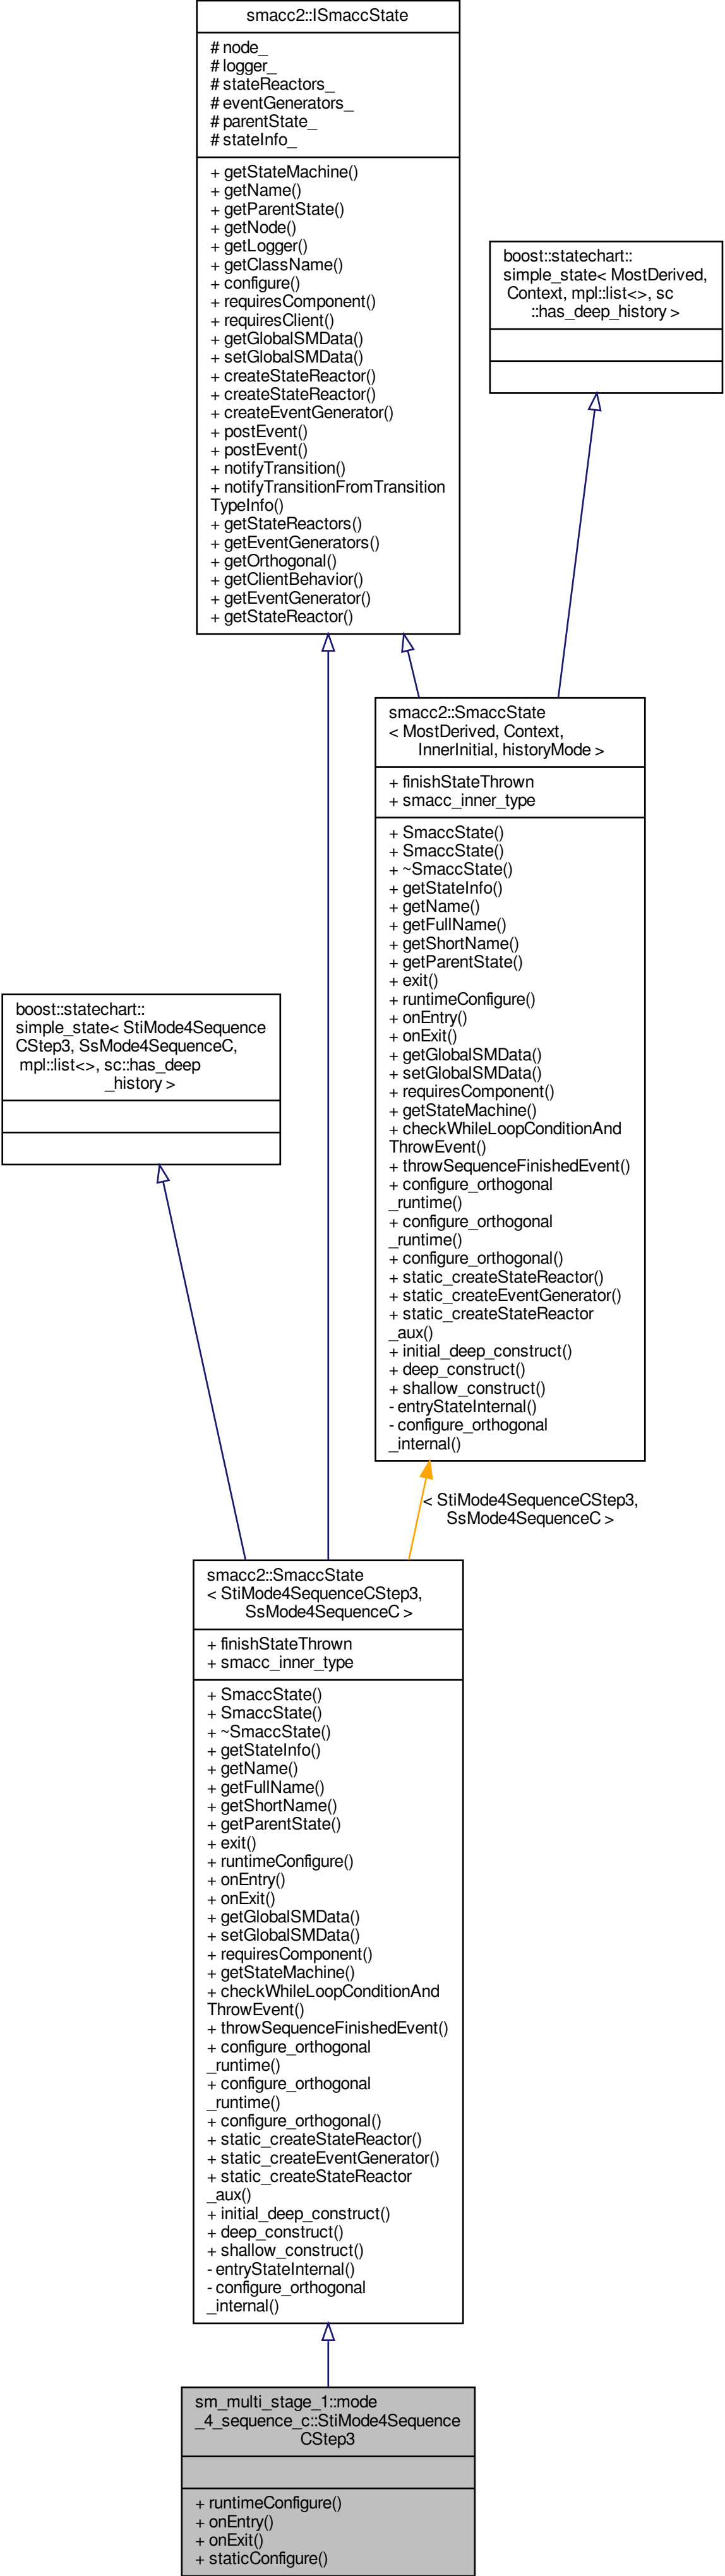 smacc2::ISmaccState
# node_
# logger_
# stateReactors_
# eventGenerators_
# parentState_
# stateInfo_
+ getStateMachine()
+ getName()
+ getParentState()
+ getNode()
+ getLogger()
+ getClassName()
+ configure()
+ requiresComponent()
+ requiresClient()
+ getGlobalSMData()
+ setGlobalSMData()
+ createStateReactor()
+ createStateReactor()
+ createEventGenerator()
+ postEvent()
+ postEvent()
+ notifyTransition()
+ notifyTransitionFromTransition
TypeInfo()
+ getStateReactors()
+ getEventGenerators()
+ getOrthogonal()
+ getClientBehavior()
+ getEventGenerator()
+ getStateReactor()
boost::statechart::
simple_state< MostDerived,
Context, mpl::list<>, sc
::has_deep_history >
smacc2::SmaccState
< MostDerived, Context,
InnerInitial, historyMode >
+ finishStateThrown
+ smacc_inner_type
+ SmaccState()
+ SmaccState()
+ ~SmaccState()
+ getStateInfo()
+ getName()
+ getFullName()
+ getShortName()
+ getParentState()
+ exit()
+ runtimeConfigure()
+ onEntry()
+ onExit()
+ getGlobalSMData()
+ setGlobalSMData()
+ requiresComponent()
+ getStateMachine()
+ checkWhileLoopConditionAnd
ThrowEvent()
+ throwSequenceFinishedEvent()
+ configure_orthogonal
_runtime()
+ configure_orthogonal
_runtime()
+ configure_orthogonal()
+ static_createStateReactor()
+ static_createEventGenerator()
+ static_createStateReactor
_aux()
+ initial_deep_construct()
+ deep_construct()
+ shallow_construct()
- entryStateInternal()
- configure_orthogonal
_internal()
boost::statechart::
simple_state< StiMode4Sequence
CStep3, SsMode4SequenceC,
mpl::list<>, sc::has_deep
_history >
< StiMode4SequenceCStep3,
SsMode4SequenceC >
smacc2::SmaccState
< StiMode4SequenceCStep3,
SsMode4SequenceC >
+ finishStateThrown
+ smacc_inner_type
+ SmaccState()
+ SmaccState()
+ ~SmaccState()
+ getStateInfo()
+ getName()
+ getFullName()
+ getShortName()
+ getParentState()
+ exit()
+ runtimeConfigure()
+ onEntry()
+ onExit()
+ getGlobalSMData()
+ setGlobalSMData()
+ requiresComponent()
+ getStateMachine()
+ checkWhileLoopConditionAnd
ThrowEvent()
+ throwSequenceFinishedEvent()
+ configure_orthogonal
_runtime()
+ configure_orthogonal
_runtime()
+ configure_orthogonal()
+ static_createStateReactor()
+ static_createEventGenerator()
+ static_createStateReactor
_aux()
+ initial_deep_construct()
+ deep_construct()
+ shallow_construct()
- entryStateInternal()
- configure_orthogonal
_internal()
sm_multi_stage_1::mode
_4_sequence_c::StiMode4Sequence
CStep3
+ runtimeConfigure()
+ onEntry()
+ onExit()
+ staticConfigure()